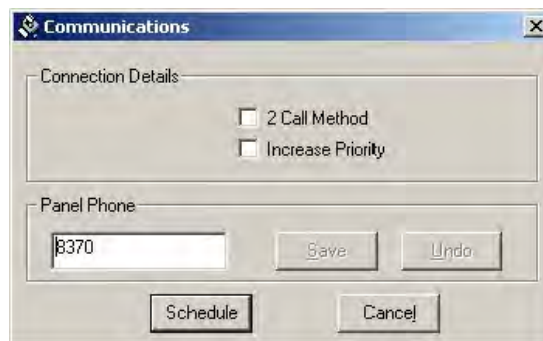 Communications
Connection Details
2 Call Method
Increase Priority
Panel Phone
8370
Save
Undo
Schedule
Cancel